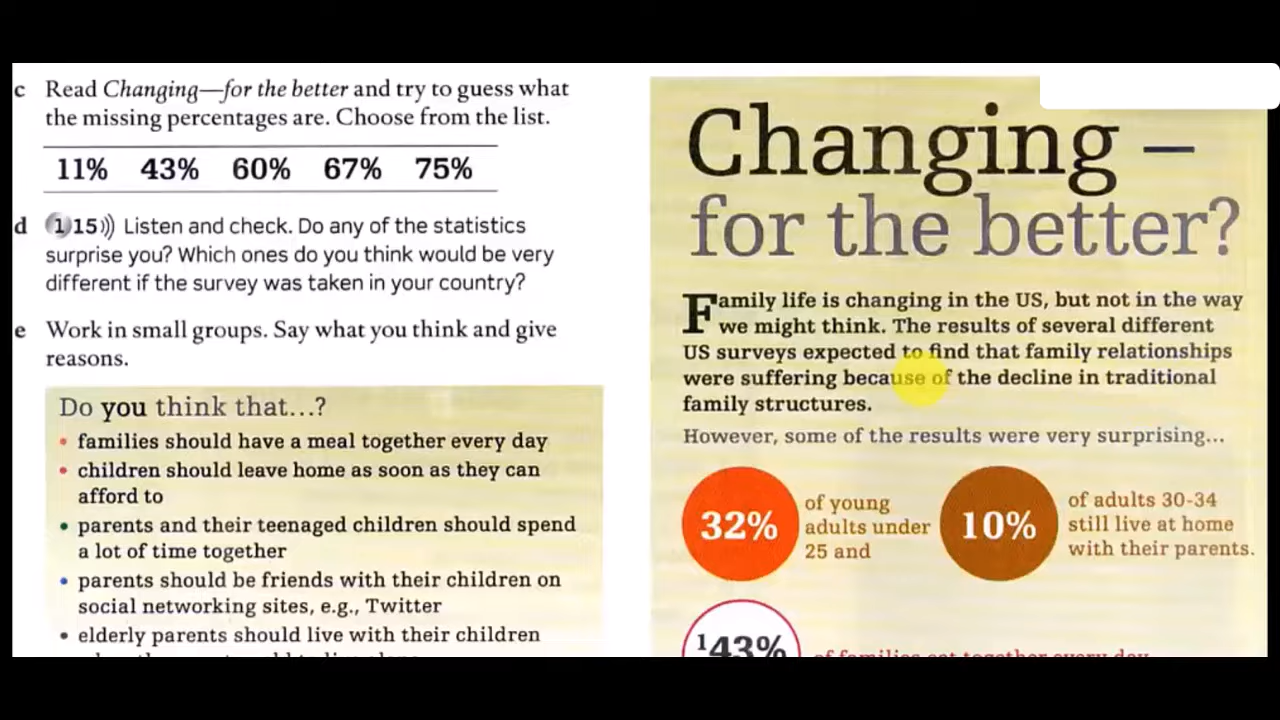 c Read Changing—for the better and try to guess what
the missing percentages are. Choose from the list.
11% 43% 60% 67% 75%
d 1 15))) Listen and check. Do any of the statistics
surprise you? Which ones do you think would be very
different if the survey was taken in your country?
e Work in small groups. Say what you think and give
reasons.
Do you think that...?
• families should have a meal together every day
• children should leave home as soon as they can
afford to
• parents and their teenaged children should spend
a lot of time together
• parents should be friends with their children on
social networking sites, e.g., Twitter
• elderly parents should live with their children
Changing –
for the better?
Family life is changing in the US, but not in the way
we might think. The results of several different
US surveys expected to find that family relationships
were suffering because of the decline in traditional
family structures.
However, some of the results were very surprising...
32%
of young
adults under
25 and
10%
of adults 30-34
still live at home
with their parents.
1 43%
of families eat together every day